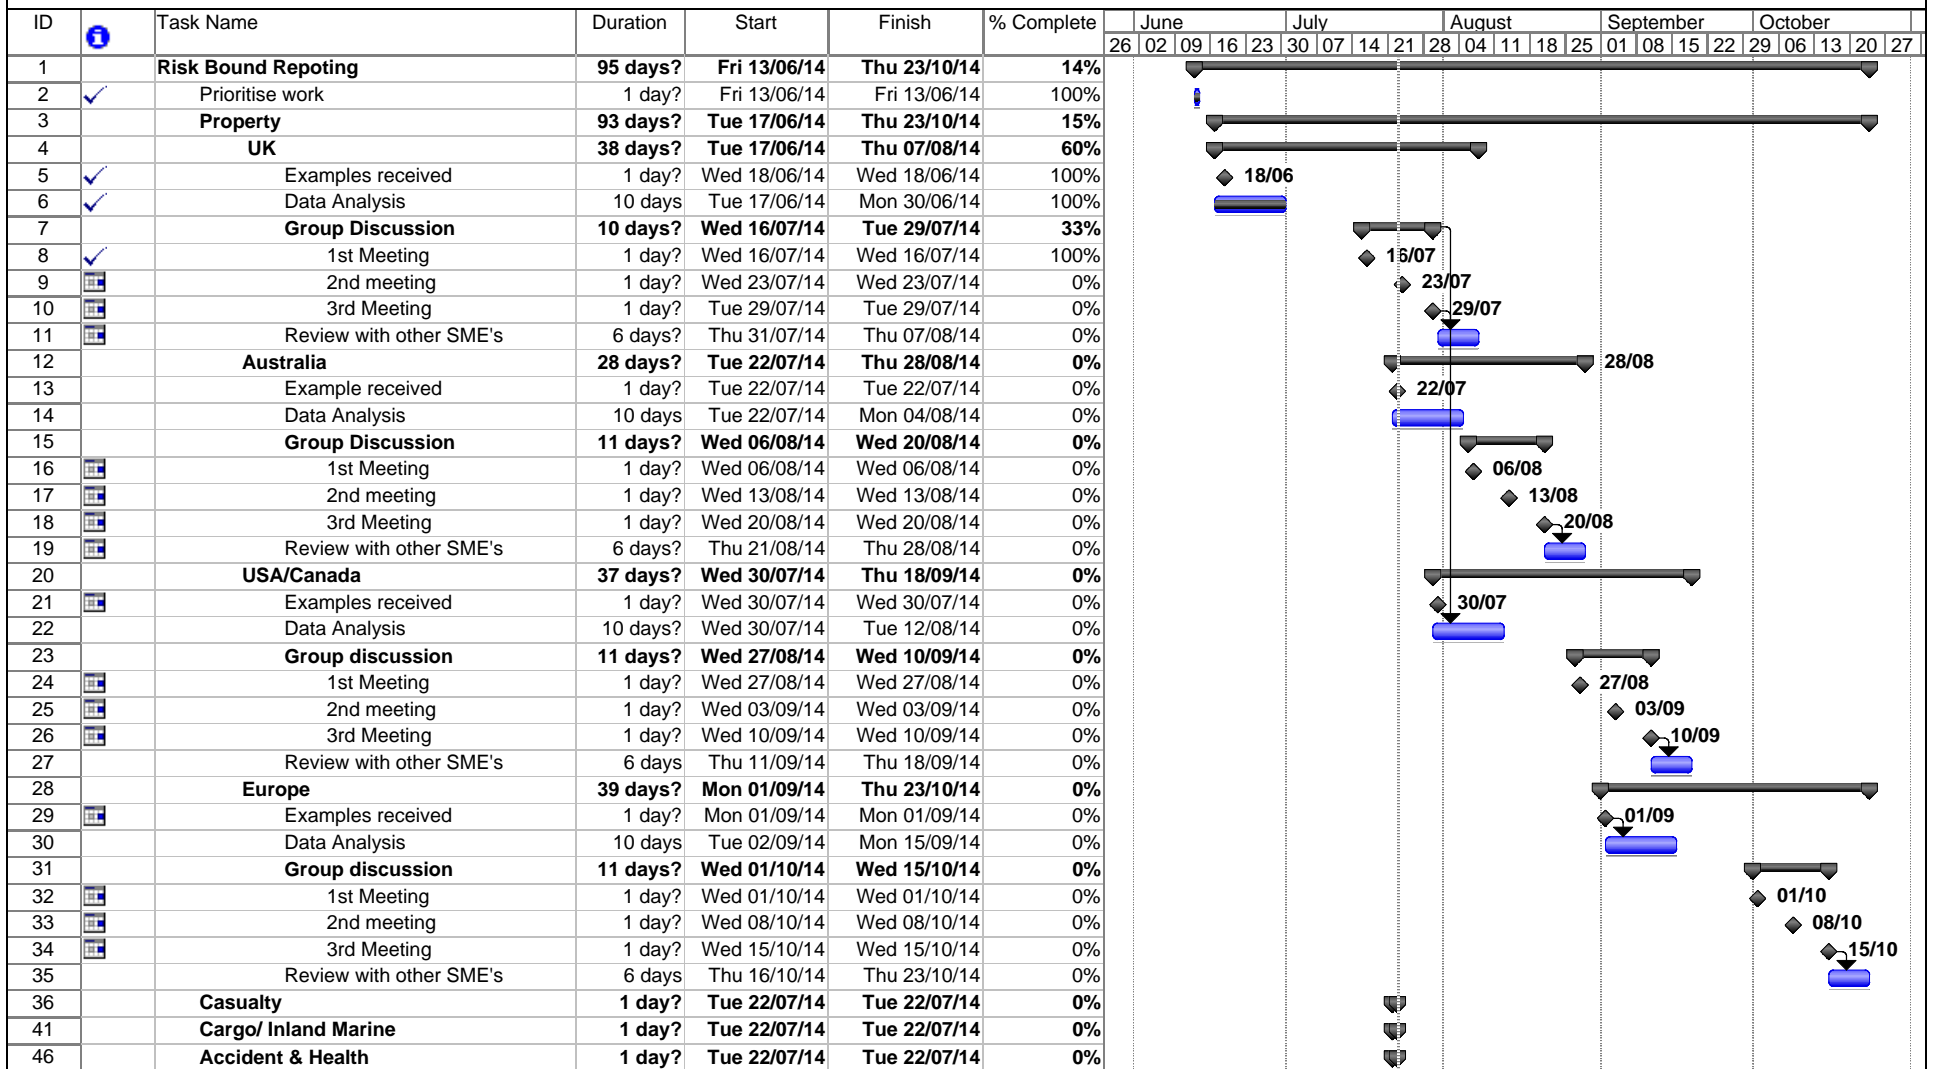 ID Task Name Duration Start Finish % Complete June July August September October
26 02 09 16 23 30 07 14 21 28 04 11 18 25 01 08 15 22 29 06 13 20 27
1 Risk Bound Repoting 95 days? Fri 13/06/14 Thu 23/10/14 14%
2 Prioritise work 1 day? Fri 13/06/14 Fri 13/06/14 100%
3 Property 93 days? Tue 17/06/14 Thu 23/10/14 15%
4 UK 38 days? Tue 17/06/14 Thu 07/08/14 60%
5 Examples received 1 day? Wed 18/06/14 Wed 18/06/14 100% 18/06
6 Data Analysis 10 days Tue 17/06/14 Mon 30/06/14 100%
7 Group Discussion 10 days? Wed 16/07/14 Tue 29/07/14 33%
8 1st Meeting 1 day? Wed 16/07/14 Wed 16/07/14 100% 16/07
9 2nd meeting 1 day? Wed 23/07/14 Wed 23/07/14 0% 23/07
10 3rd Meeting 1 day? Tue 29/07/14 Tue 29/07/14 0% 29/07
11 Review with other SME's 6 days? Thu 31/07/14 Thu 07/08/14 0%
12 Australia 28 days? Tue 22/07/14 Thu 28/08/14 0% 28/08
13 Example received 1 day? Tue 22/07/14 Tue 22/07/14 0% 22/07
14 Data Analysis 10 days Tue 22/07/14 Mon 04/08/14 0%
15 Group Discussion 11 days? Wed 06/08/14 Wed 20/08/14 0%
16 1st Meeting 1 day? Wed 06/08/14 Wed 06/08/14 0% 06/08
17 2nd meeting 1 day? Wed 13/08/14 Wed 13/08/14 0% 13/08
18 3rd Meeting 1 day? Wed 20/08/14 Wed 20/08/14 0% 20/08
19 Review with other SME's 6 days? Thu 21/08/14 Thu 28/08/14 0%
20 USA/Canada 37 days? Wed 30/07/14 Thu 18/09/14 0%
21 Examples received 1 day? Wed 30/07/14 Wed 30/07/14 0% 30/07
22 Data Analysis 10 days? Wed 30/07/14 Tue 12/08/14 0%
23 Group discussion 11 days? Wed 27/08/14 Wed 10/09/14 0%
24 1st Meeting 1 day? Wed 27/08/14 Wed 27/08/14 0% 27/08
25 2nd meeting 1 day? Wed 03/09/14 Wed 03/09/14 0% 03/09
26 3rd Meeting 1 day? Wed 10/09/14 Wed 10/09/14 0% 10/09
27 Review with other SME's 6 days Thu 11/09/14 Thu 18/09/14 0%
28 Europe 39 days? Mon 01/09/14 Thu 23/10/14 0%
29 Examples received 1 day? Mon 01/09/14 Mon 01/09/14 0% 01/09
30 Data Analysis 10 days Tue 02/09/14 Mon 15/09/14 0%
31 Group discussion 11 days? Wed 01/10/14 Wed 15/10/14 0%
32 1st Meeting 1 day? Wed 01/10/14 Wed 01/10/14 0% 01/10
33 2nd meeting 1 day? Wed 08/10/14 Wed 08/10/14 0% 08/10
34 3rd Meeting 1 day? Wed 15/10/14 Wed 15/10/14 0% 15/10
35 Review with other SME's 6 days Thu 16/10/14 Thu 23/10/14 0%
36 Casualty 1 day? Tue 22/07/14 Tue 22/07/14 0%
41 Cargo/ Inland Marine 1 day? Tue 22/07/14 Tue 22/07/14 0%
46 Accident & Health 1 day? Tue 22/07/14 Tue 22/07/14 0%